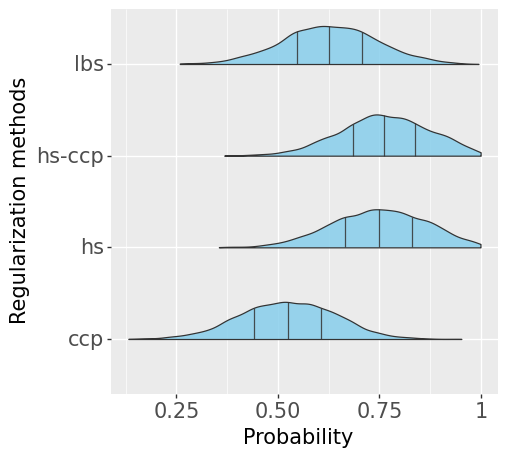 Regularization methods
lbs
hs-ccp
hs
ccp
0.25 0.50 0.75 1
Probability